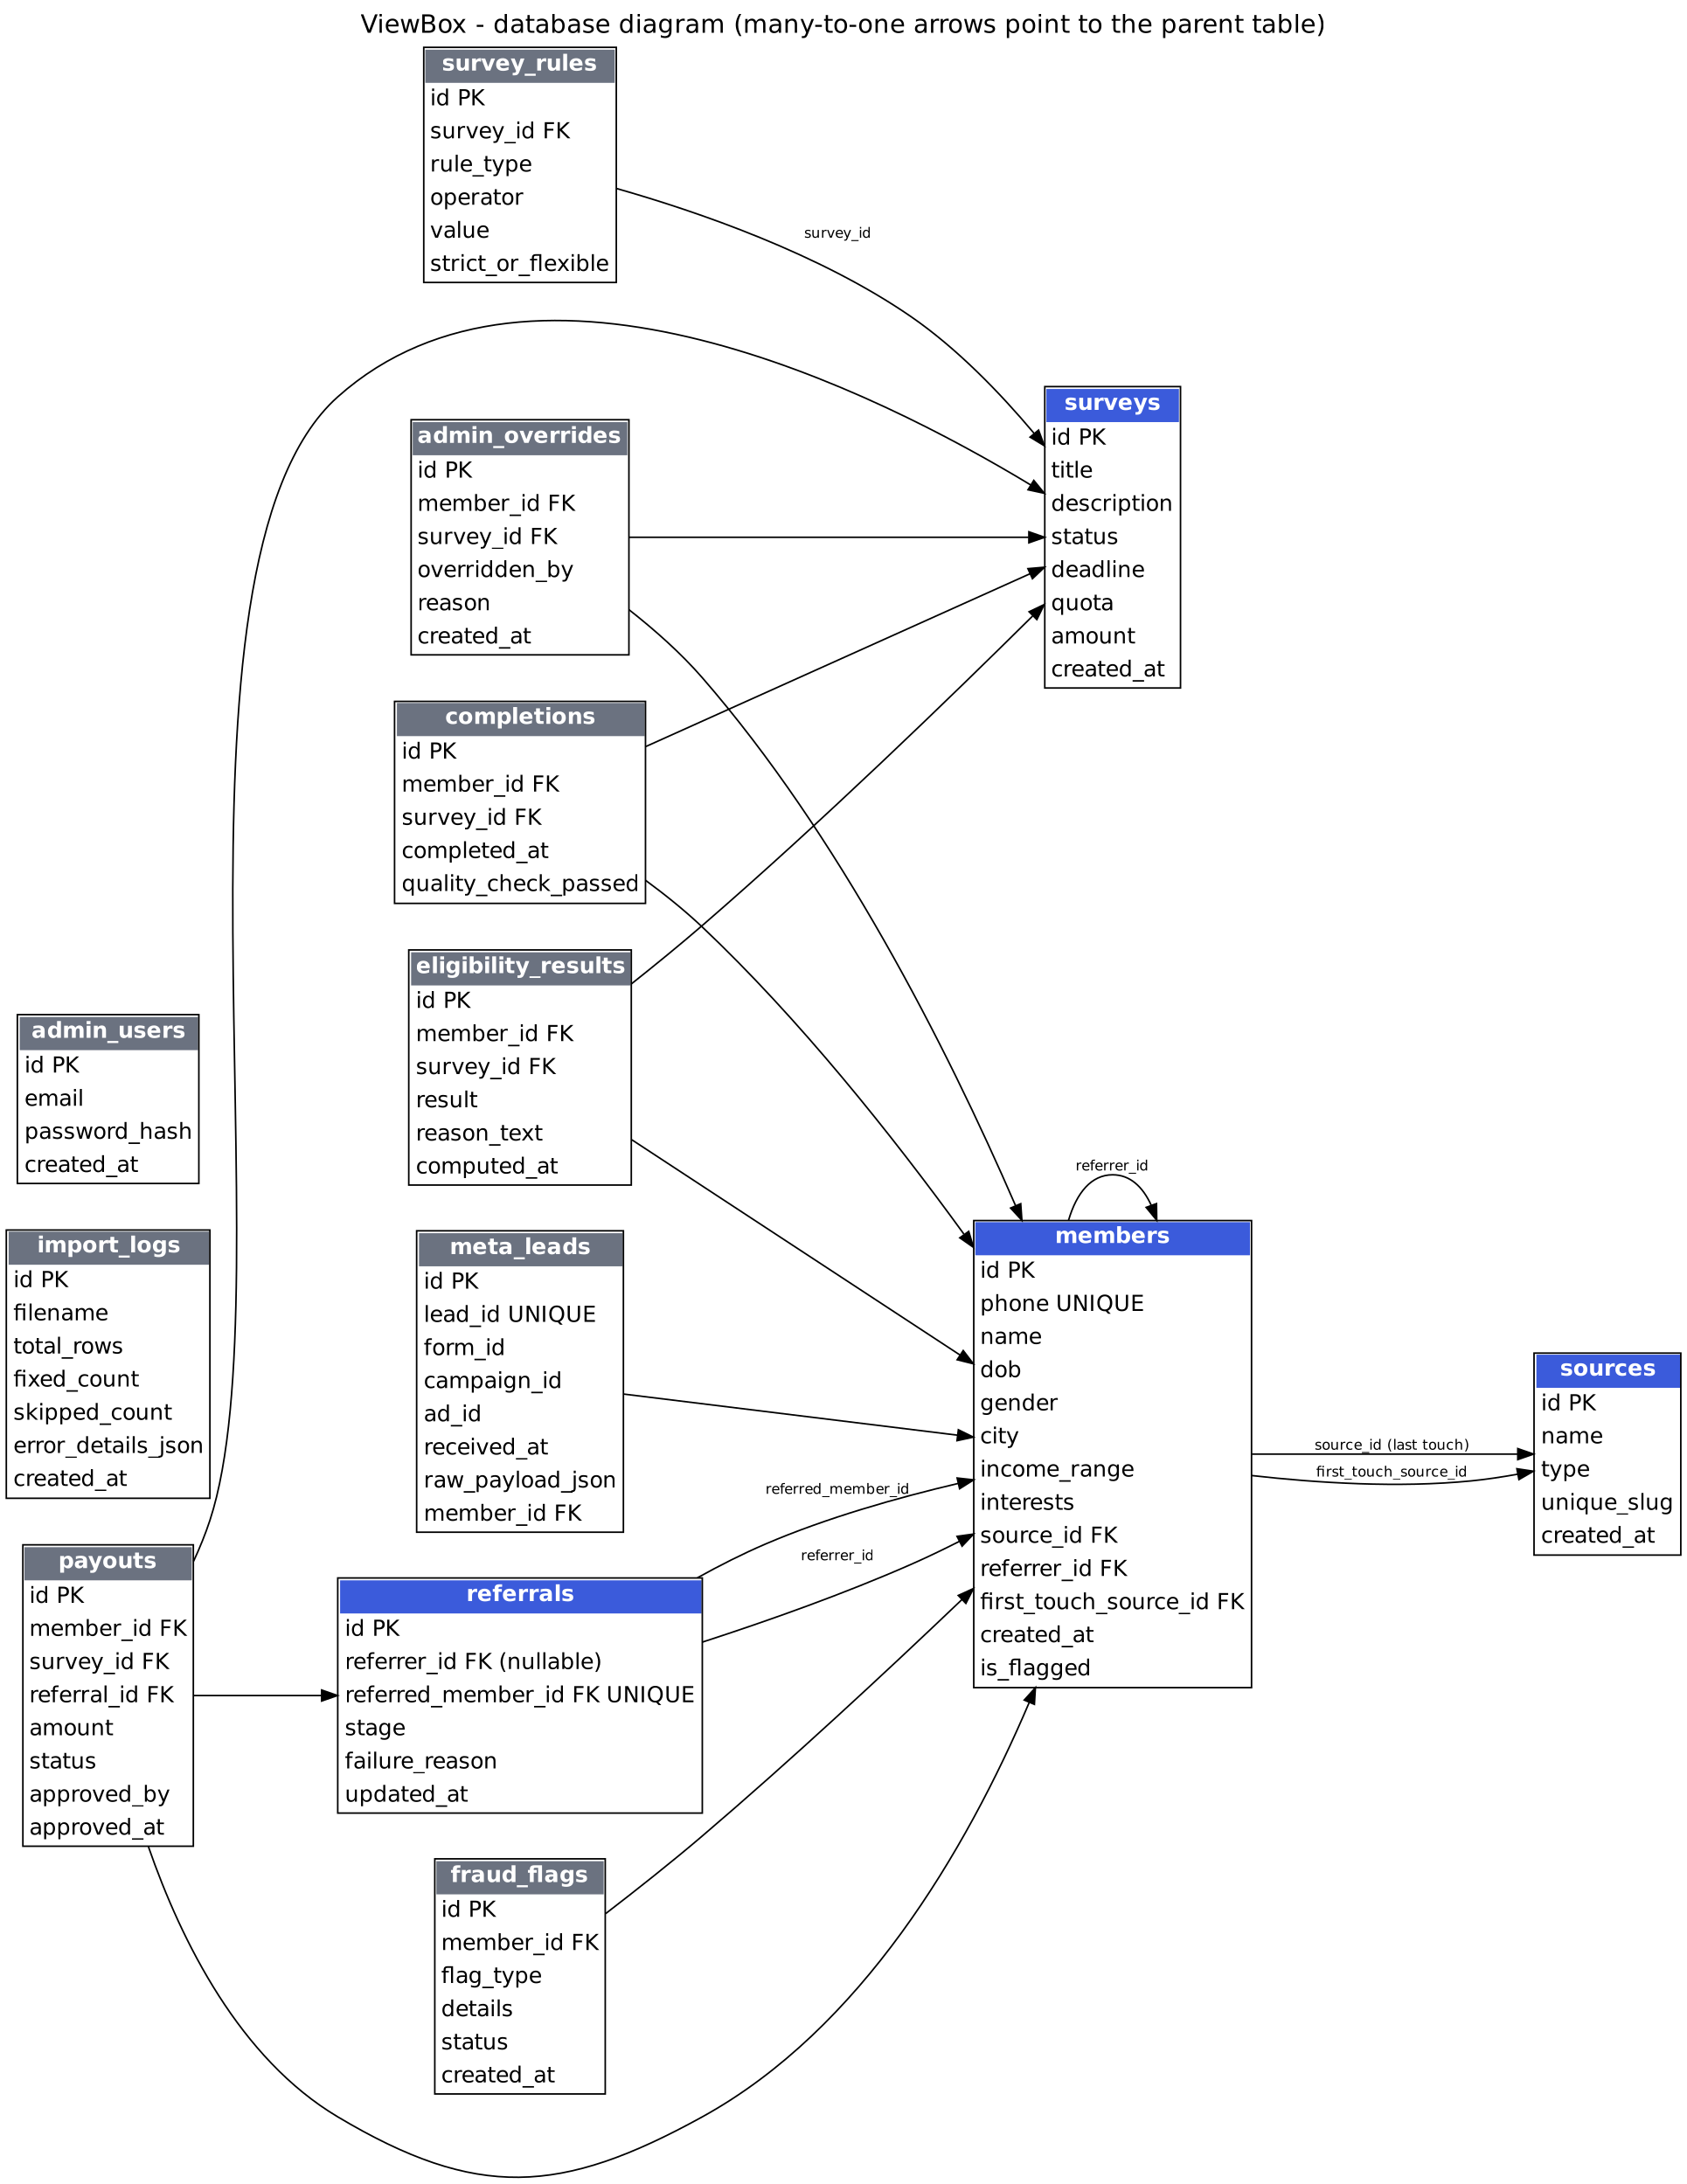 ViewBox - database diagram (many-to-one arrows point to the parent table)
survey_rules
id PK
survey_id FK
rule_type
operator
value
strict_or_flexible
survey_id
surveys
id PK
title
description
status
deadline
quota
amount
created_at
admin_overrides
id PK
member_id FK
survey_id FK
overridden_by
reason
created_at
completions
id PK
member_id FK
survey_id FK
completed_at
quality_check_passed
eligibility_results
id PK
member_id FK
survey_id FK
result
reason_text
computed_at
admin_users
id PK
email
password_hash
created_at
import_logs
id PK
filename
total_rows
fixed_count
skipped_count
error_details_json
created_at
meta_leads
id PK
lead_id UNIQUE
form_id
campaign_id
ad_id
received_at
raw_payload_json
member_id FK
referrer_id
members
id PK
phone UNIQUE
name
dob
gender
city
income_range
interests
source_id FK
referrer_id FK
first_touch_source_id FK
created_at
is_flagged
source_id (last touch)
first_touch_source_id
sources
id PK
name
type
unique_slug
created_at
referred_member_id
referrer_id
payouts
id PK
member_id FK
survey_id FK
referral_id FK
amount
status
approved_by
approved_at
referrals
id PK
referrer_id FK (nullable)
referred_member_id FK UNIQUE
stage
failure_reason
updated_at
fraud_flags
id PK
member_id FK
flag_type
details
status
created_at